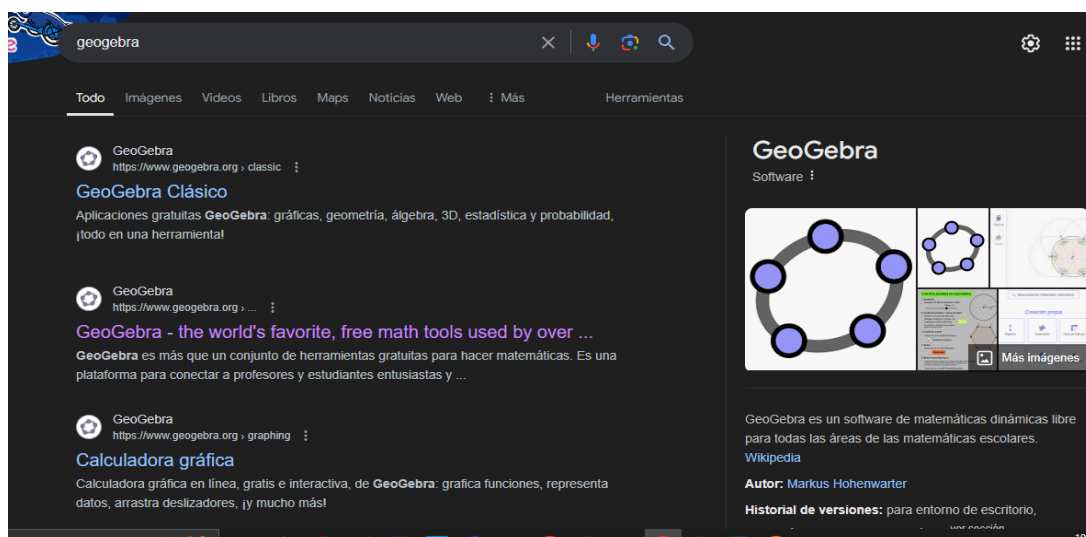 geogebra
Todo Imágenes Videos Libros Maps Noticias Web Más Herramientas
GeoGebra
https://www.geogebra.org › classic
GeoGebra Clásico
Aplicaciones gratuitas GeoGebra: gráficas, geometría, álgebra, 3D, estadística y probabilidad,
¡todo en una herramienta!
GeoGebra
https://www.geogebra.org › ...
GeoGebra - the world's favorite, free math tools used by over ...
GeoGebra es más que un conjunto de herramientas gratuitas para hacer matemáticas. Es una
plataforma para conectar a profesores y estudiantes entusiastas y ...
GeoGebra
https://www.geogebra.org › graphing
Calculadora gráfica
Calculadora gráfica en línea, gratis e interactiva, de GeoGebra: grafica funciones, representa
datos, arrastra deslizadores, ¡y mucho más!
GeoGebra
Software
Creación propia
Más imágenes
GeoGebra es un software de matemáticas dinámicas libre
para todas las áreas de las matemáticas escolares.
Wikipedia
Autor: Markus Hohenwarter
Historial de versiones: para entorno de escritorio,
ver sección